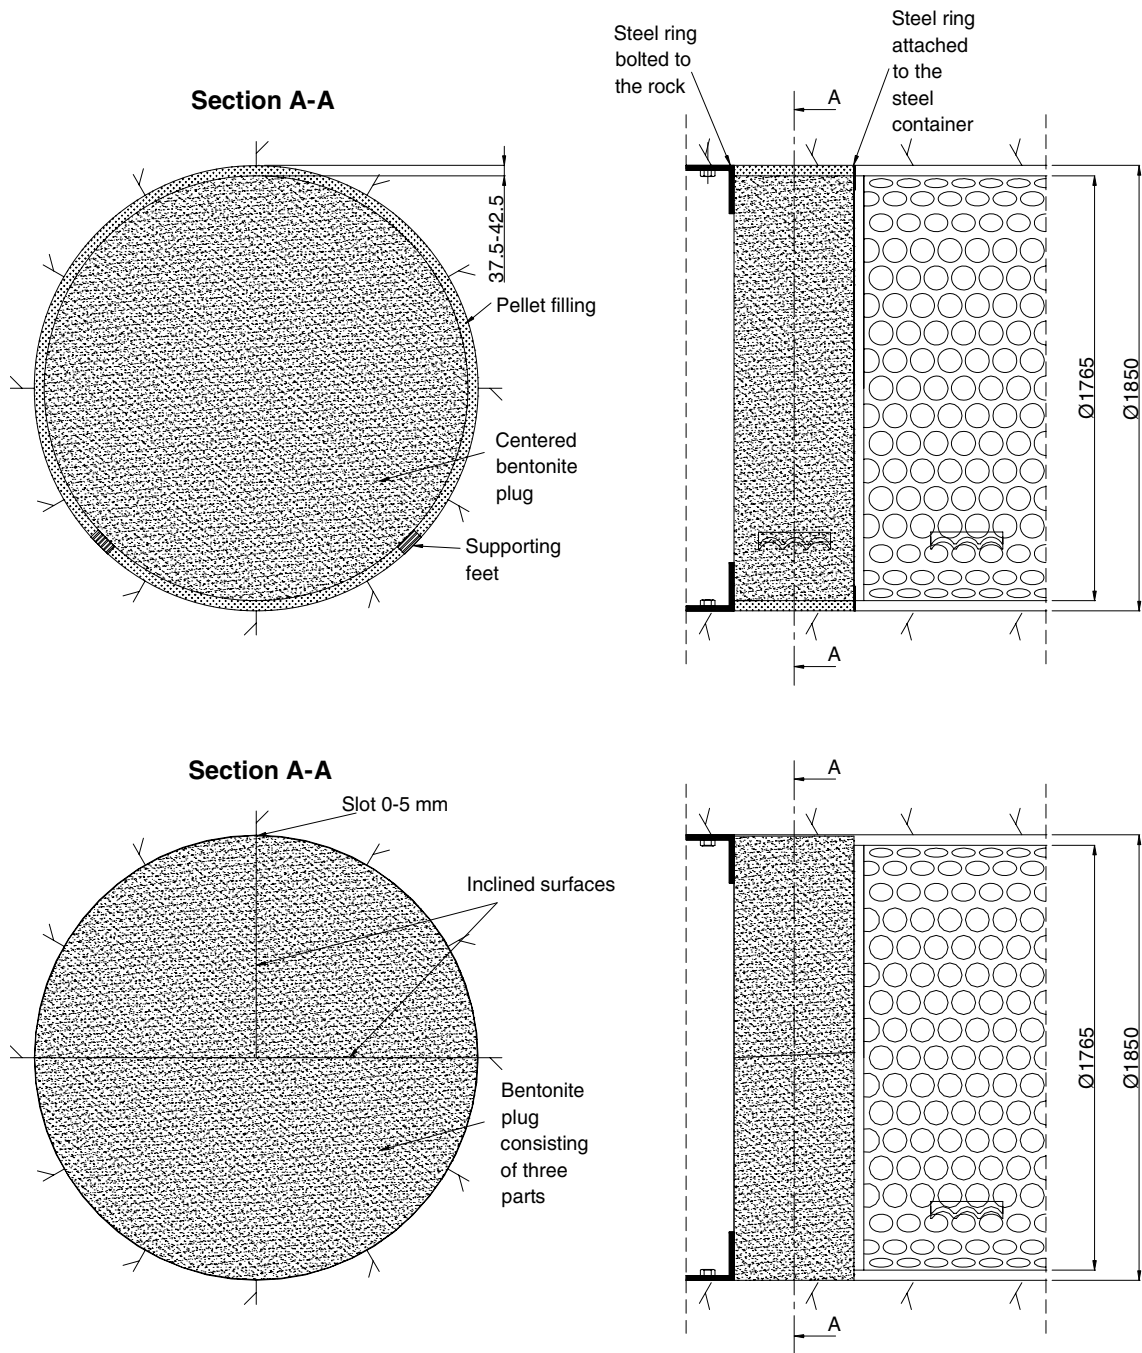 Section A-A
37.5-42.5
Pellet filling
Centered
bentonite
plug
Supporting
feet
Steel ring
bolted to
the rock
Steel ring
attached
to the
steel
container
A
Ø1765
Ø1850
A
Section A-A
Slot 0-5 mm
Inclined surfaces
Bentonite
plug
consisting
of three
parts
A
Ø1765
Ø1850
A